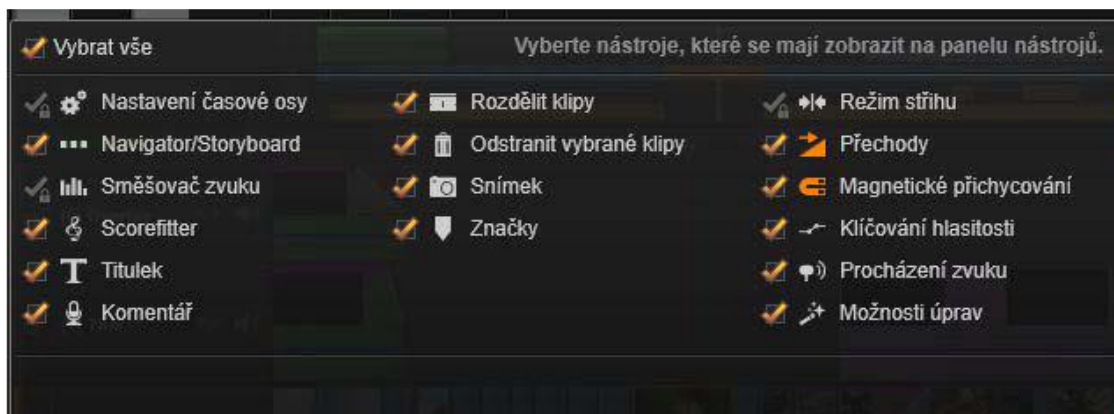 Vybrat vše
Vyberte nástroje, které se mají zobrazit na panelu nástrojů.
Nastavení časové osy
Navigator/Storyboard
Směšovač zvuku
Scorefitter
Titulek
Komentář
Rozdělit klipy
Odstranit vybrané klipy
Snímek
Značky
Režim střihu
Přechody
Magnetické přichycování
Klíčování hlasitosti
Procházení zvuku
Možnosti úprav